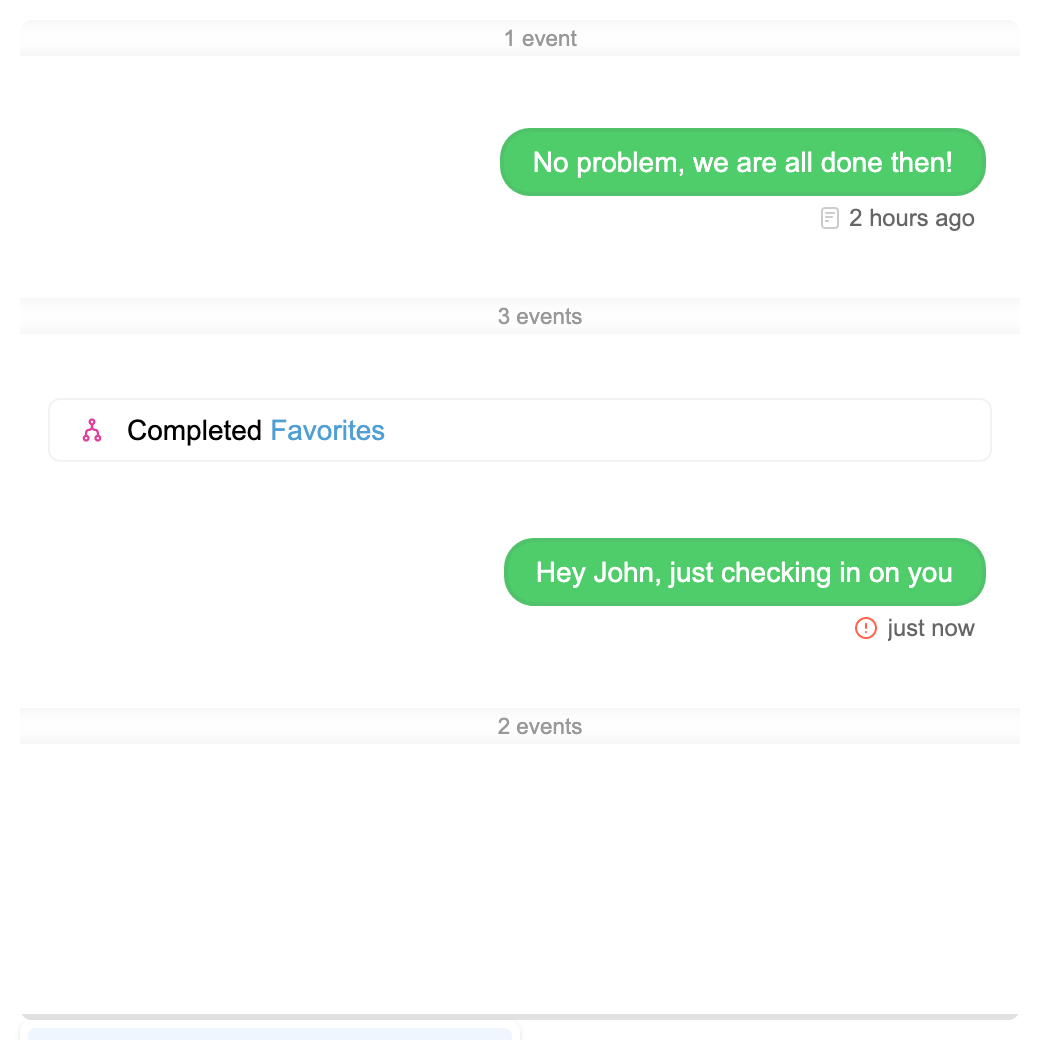 1 event
No problem, we are all done then!
2 hours ago
3 events
Completed Favorites
Hey John, just checking in on you
just now
2 events